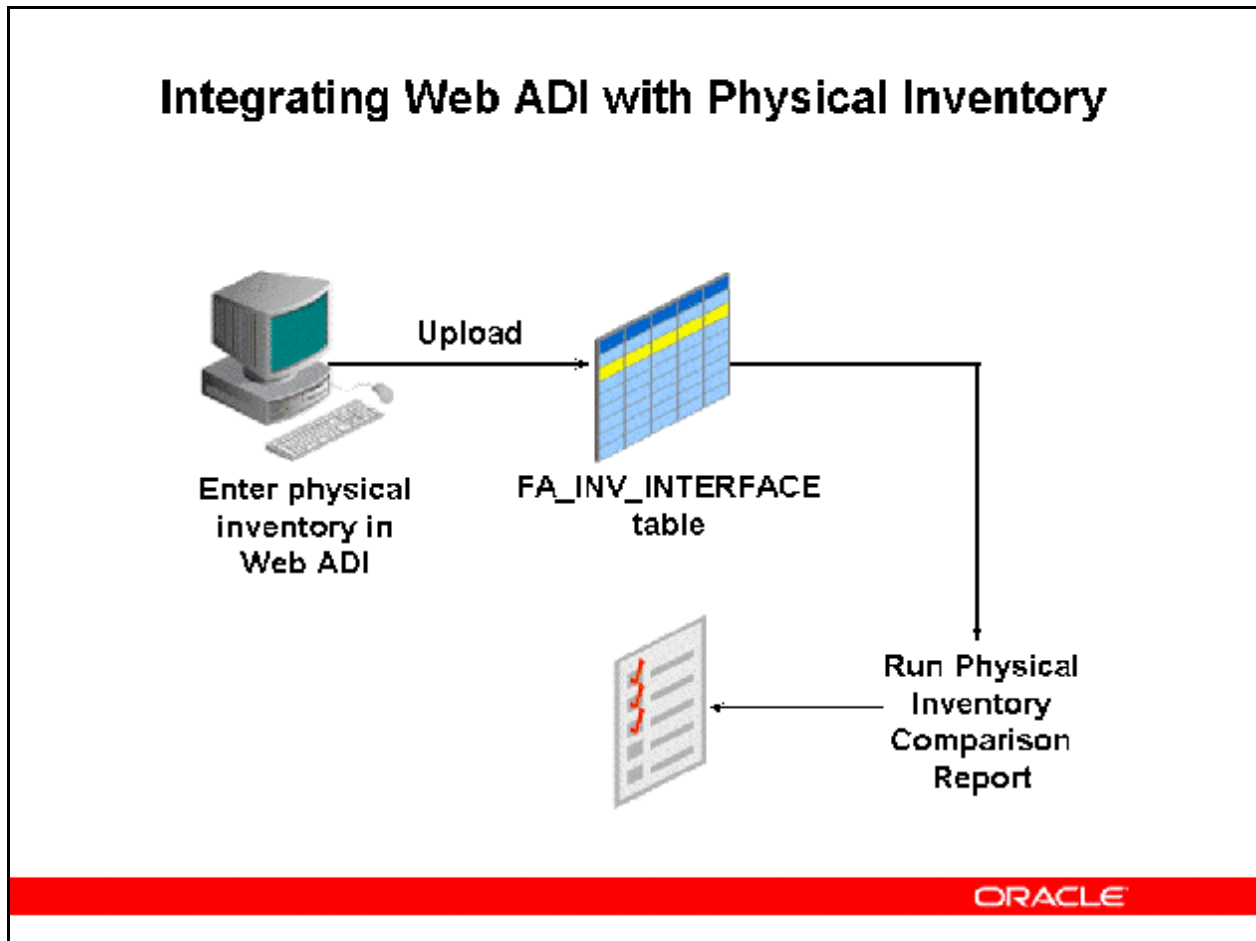 Integrating Web ADI with Physical Inventory
Upload
Enter physical
inventory in
Web ADI
FA_INV_INTERFACE
table
Run Physical
Inventory
Comparison
Report
ORACLE